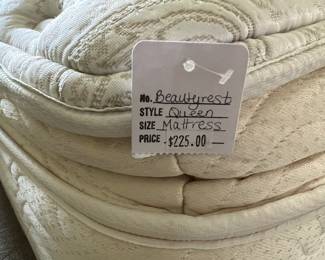 No. Beautyrest
STYLE Queen
SIZE Mattress
PRICE - $225.00 —